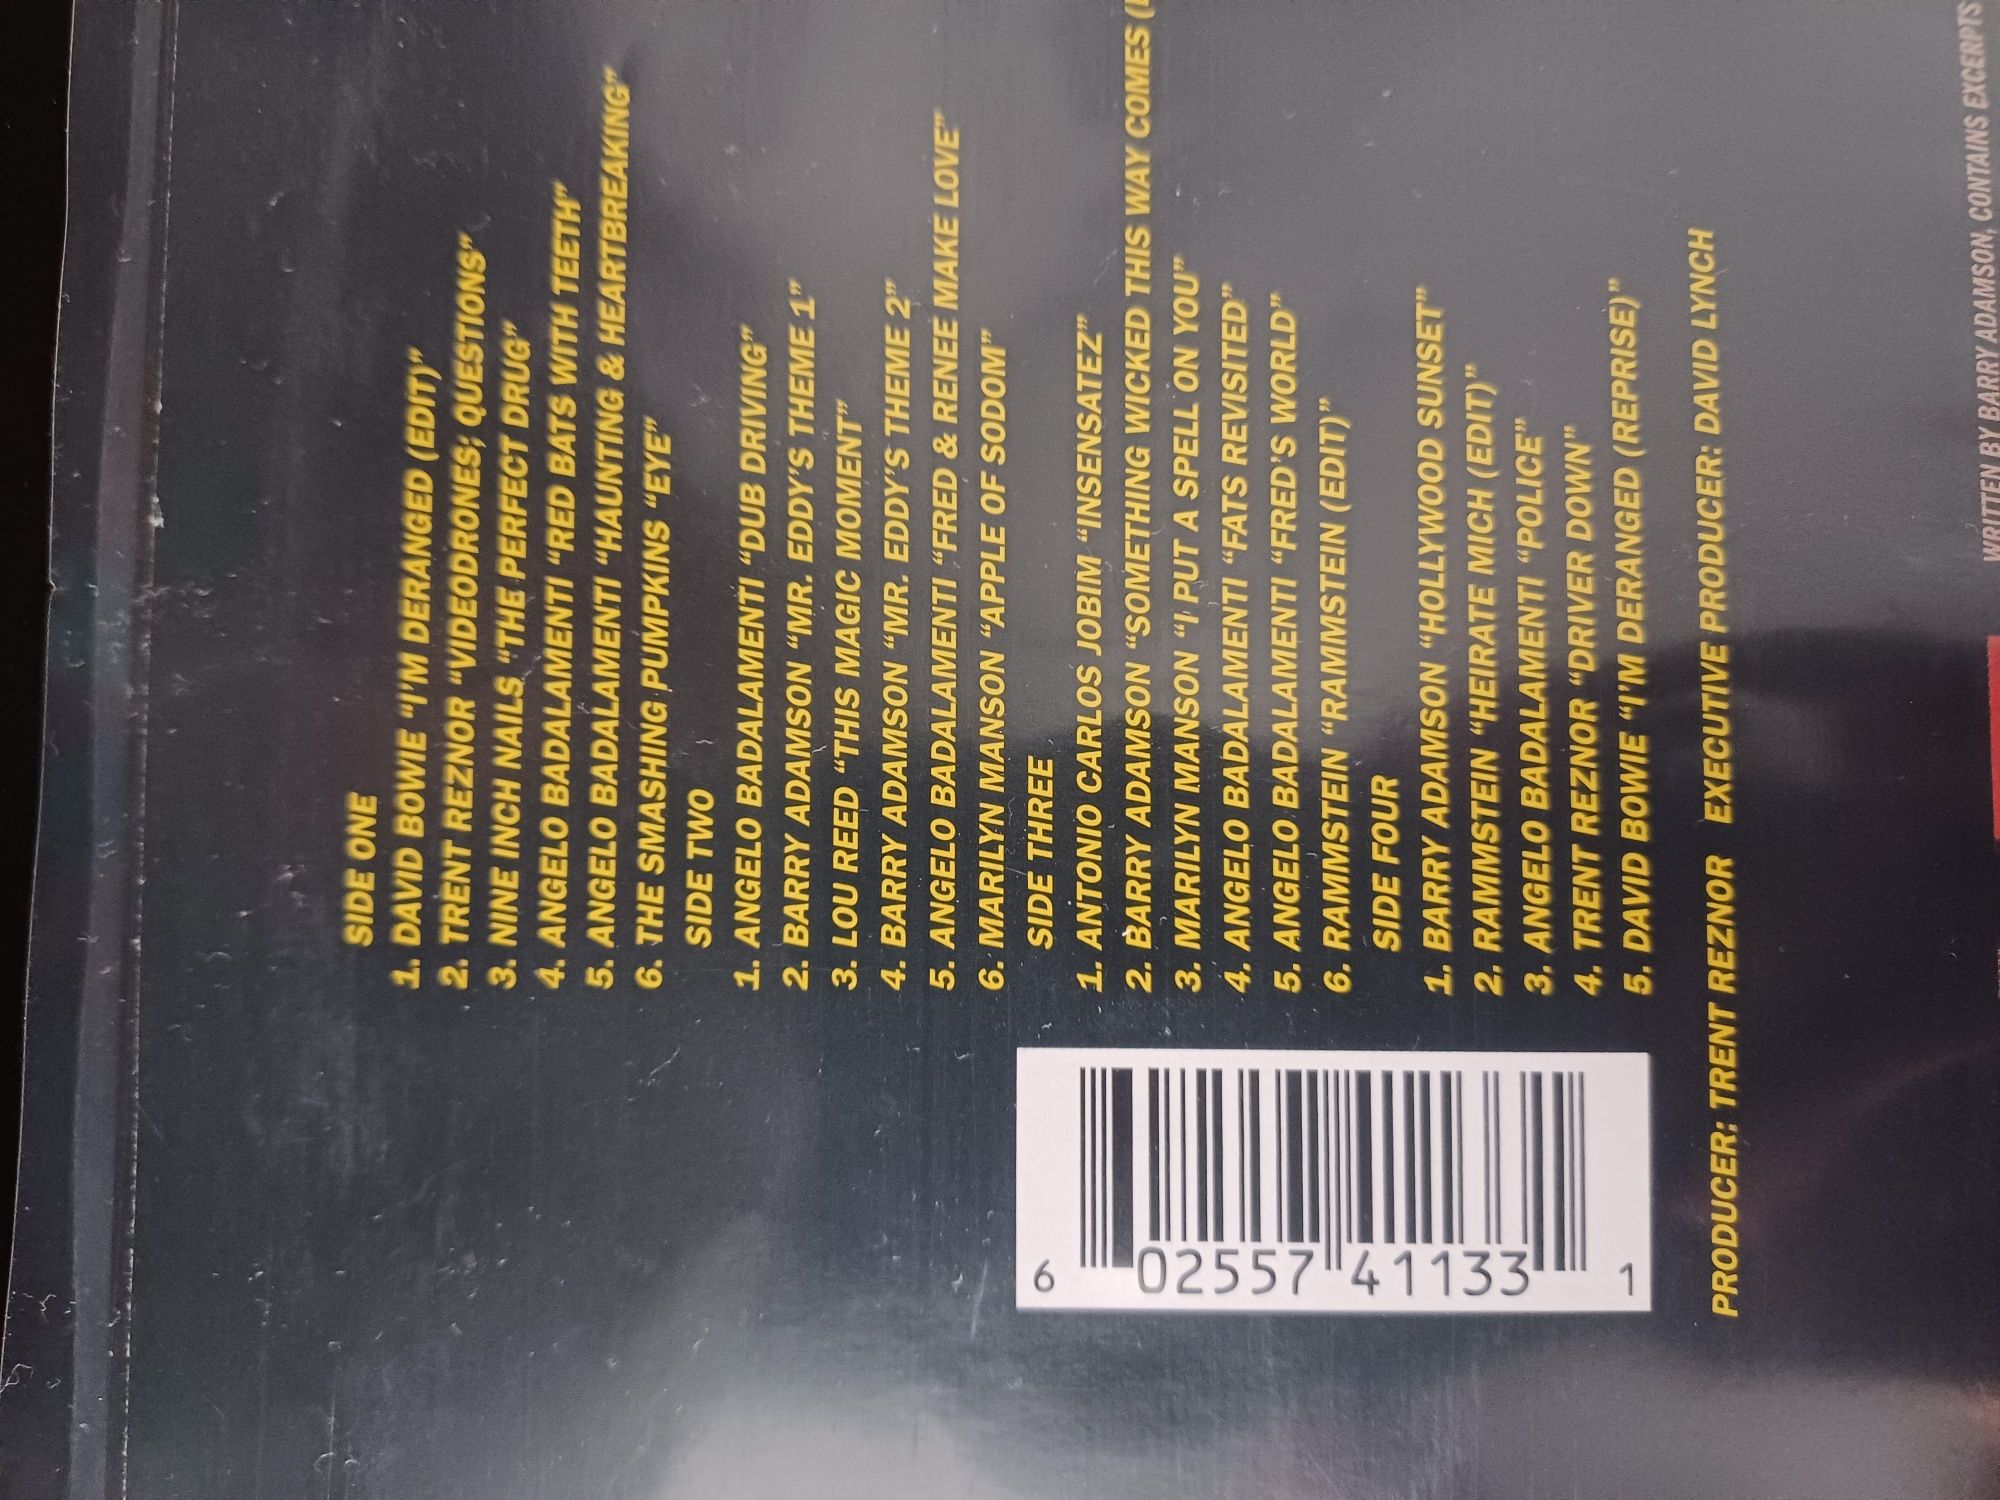 SIDE ONE
1. DAVID BOWIE “I'M DERANGED (EDIT)”
2. TRENT REZNOR “VIDEODRONES; QUESTIONS”
3. NINE INCH NAILS “THE PERFECT DRUG”
4. ANGELO BADALAMENTI “RED BATS WITH TEETH”
5. ANGELO BADALAMENTI “HAUNTING & HEARTBREAKING”
6. THE SMASHING PUMPKINS “EYE”
SIDE TWO
1. ANGELO BADALAMENTI “DUB DRIVING”
2. BARRY ADAMSON “MR. EDDY'S THEME 1”
3. LOU REED “THIS MAGIC MOMENT”
4. BARRY ADAMSON “MR. EDDY'S THEME 2”
5. ANGELO BADALAMENTI “FRED & RENEE MAKE LOVE”
6. MARILYN MANSON “APPLE OF SODOM”
SIDE THREE
1. ANTONIO CARLOS JOBIM “INSENSATEZ”
2. BARRY ADAMSON “SOMETHING WICKED THIS WAY COMES
3. MARILYN MANSON “I PUT A SPELL ON YOU”
4. ANGELO BADALAMENTI “FATS REVISITED”
5. ANGELO BADALAMENTI “FRED'S WORLD”
6. RAMMSTEIN “RAMMSTEIN (EDIT)”
SIDE FOUR
1. BARRY ADAMSON “HOLLYWOOD SUNSET”
2. RAMMSTEIN “HEIRATE MICH (EDIT)”
3. ANGELO BADALAMENTI “POLICE”
4. TRENT REZNOR “DRIVER DOWN”
5. DAVID BOWIE “I'M DERANGED (REPRISE)”
PRODUCER: TRENT REZNOR EXECUTIVE PRODUCER: DAVID LYNCH
6 02557 41133 1
WRITTEN BY BARRY ADAMSON, CONTAINS EXCERPTS